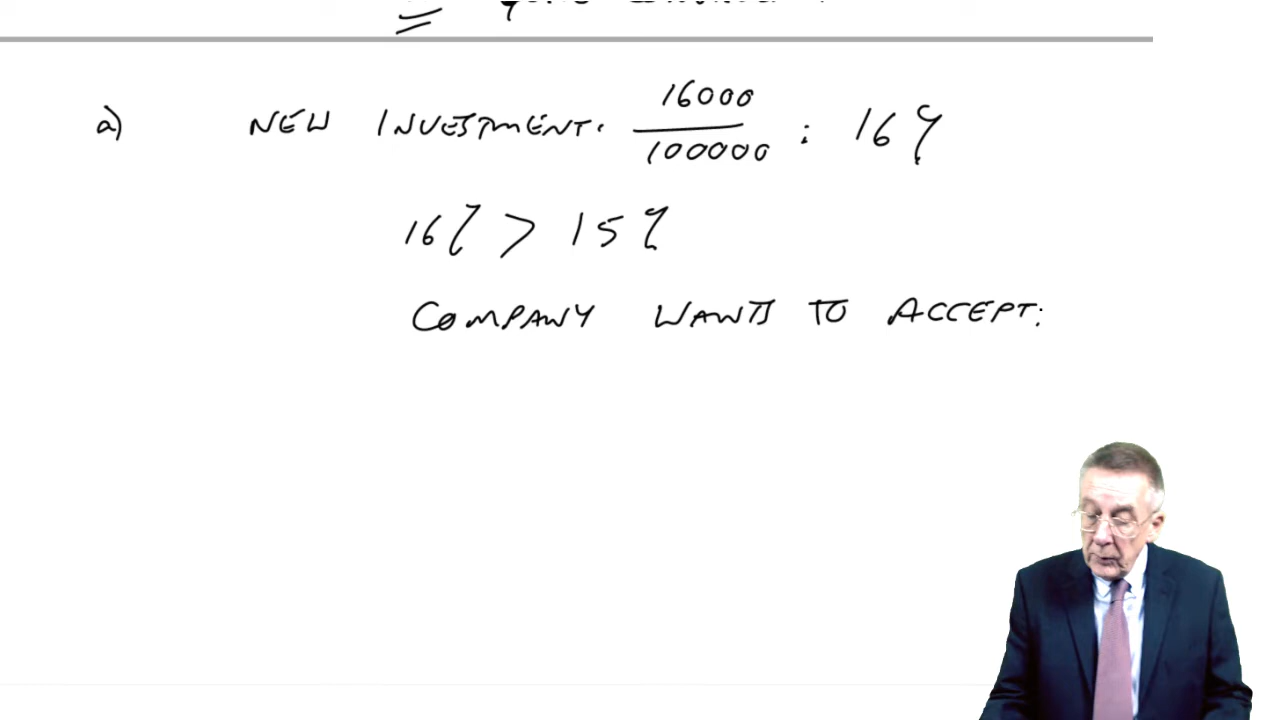 a) NEW INVESTMENT. 16000/100000 : 16%
16% > 15%
COMPANY WANTS TO ACCEPT.